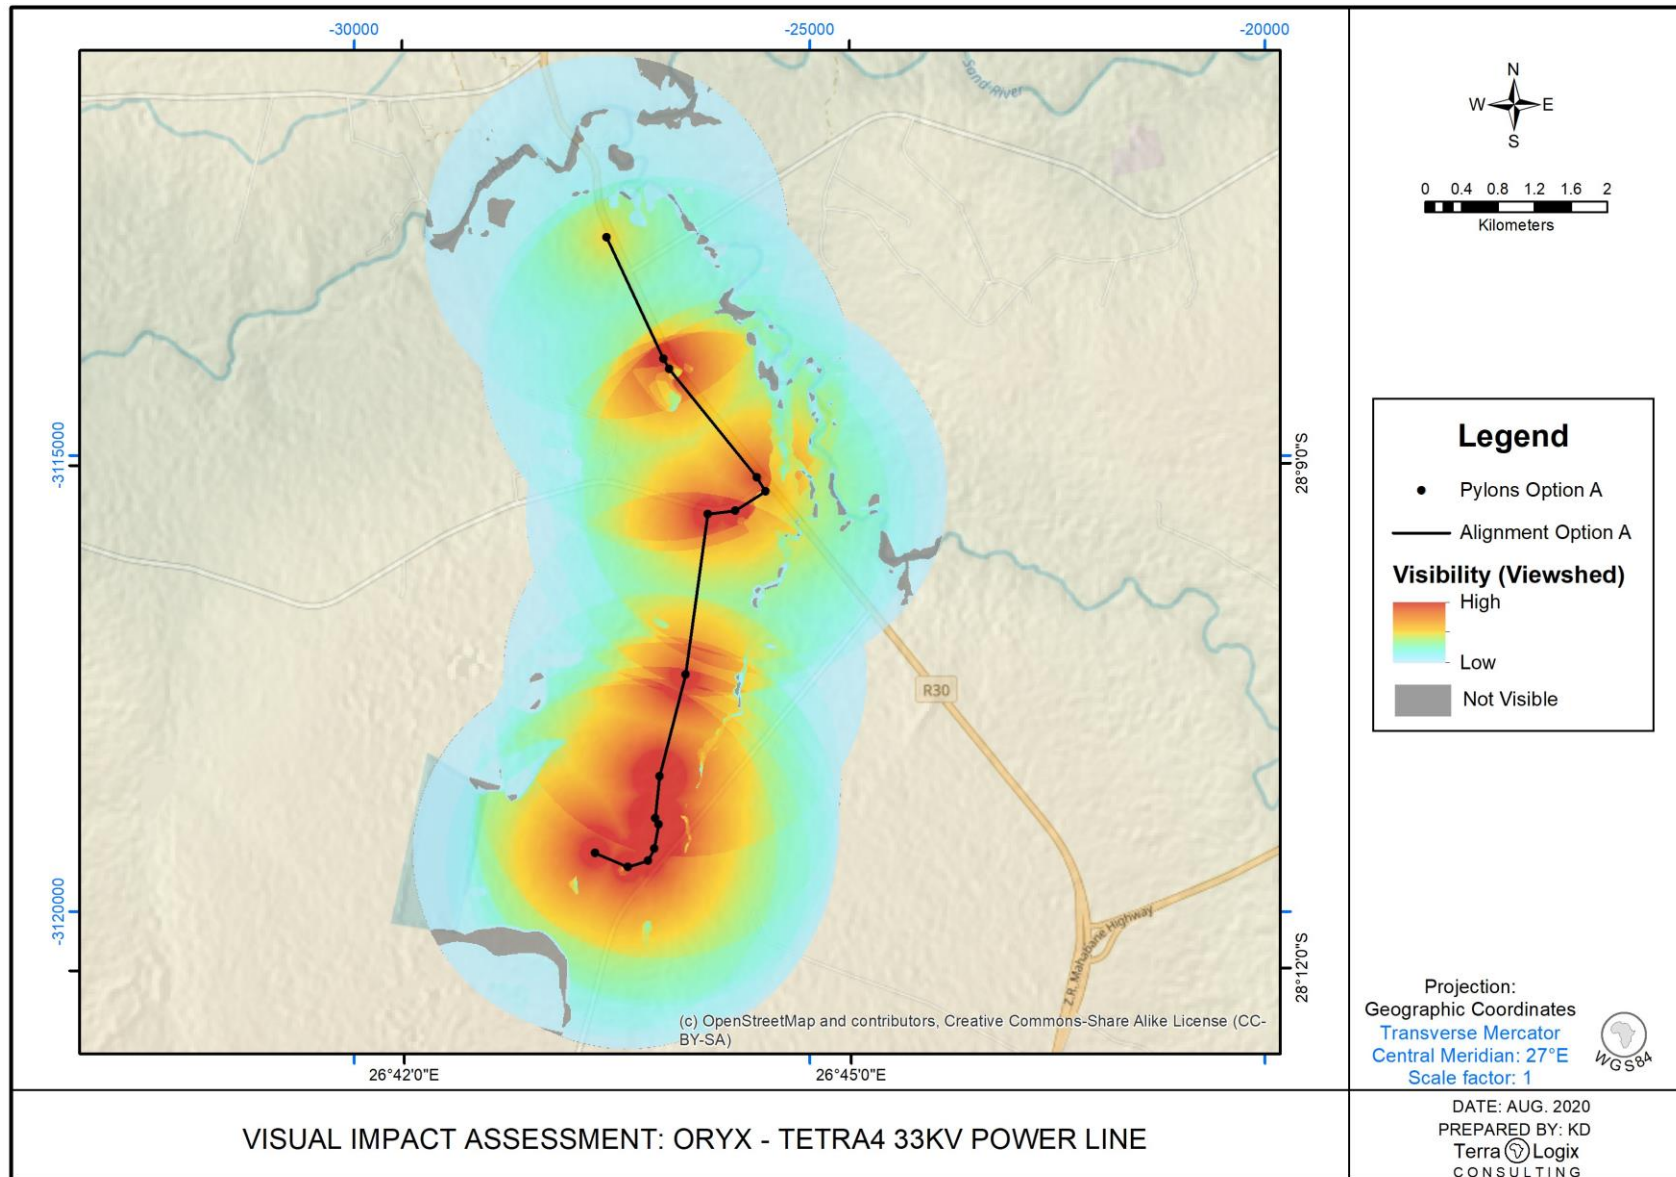 -30000
-25000
-20000
Sand-River
N
W
E
S
0 0.4 0.8 1.2 1.6 2
Kilometers
-3115000
28°9'0"S
Legend
Pylons Option A
Alignment Option A
Visibility (Viewshed)
High
Low
Not Visible
R30
-3120000
28°12'0"S
Z.R. Mahabane Highway
(c) OpenStreetMap and contributors, Creative Commons-Share Alike License (CC-
BY-SA)
26°42'0"E
26°45'0"E
Projection:
Geographic Coordinates
Transverse Mercator
Central Meridian: 27°E
Scale factor: 1
WGS84
VISUAL IMPACT ASSESSMENT: ORYX - TETRA4 33KV POWER LINE
DATE: AUG. 2020
PREPARED BY: KD
Terra Logix
CONSULTING